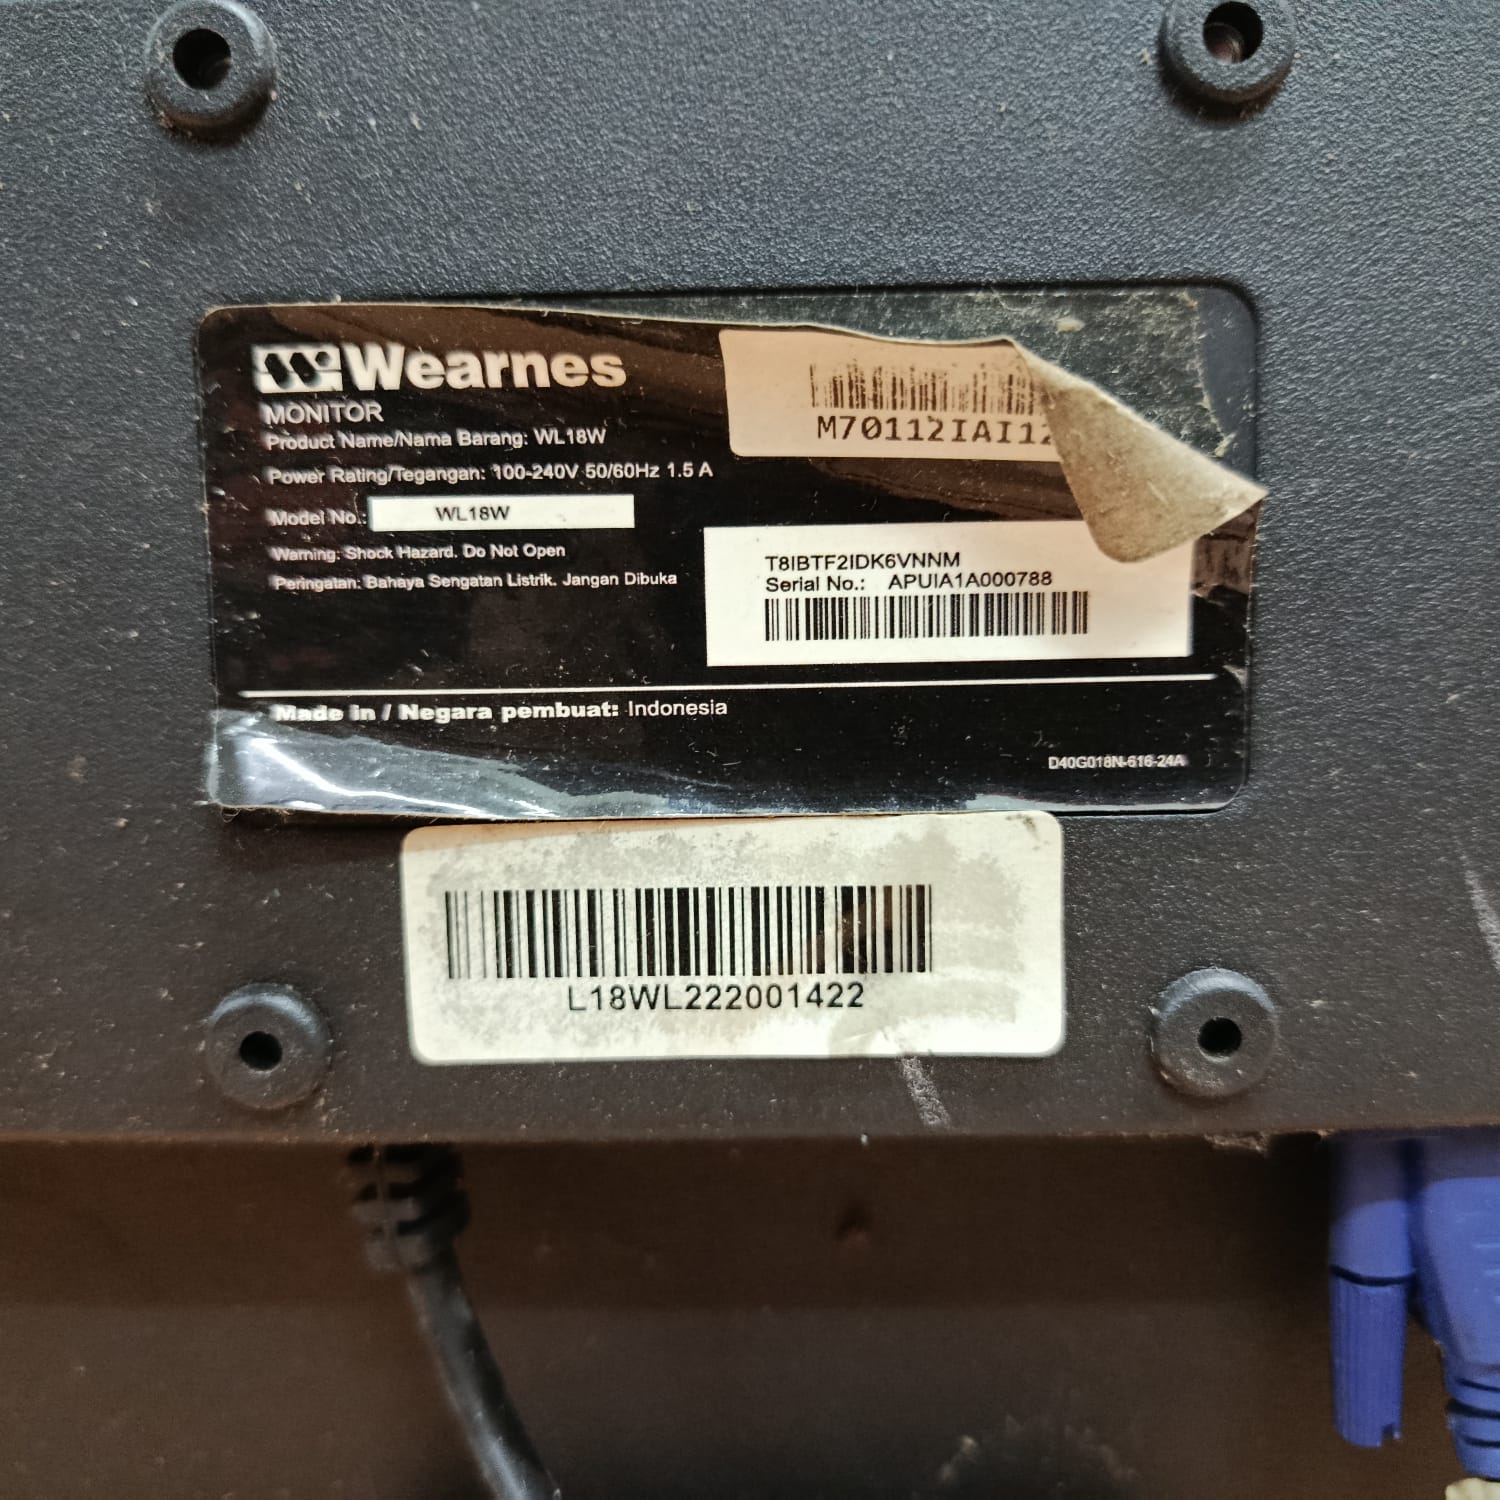 Wearnes
MONITOR
Product Name/Nama Barang: WL18W
Power Rating/Tegangan: 100-240V 50/60Hz 1.5 A
Model No.: WL18W
Warning: Shock Hazard. Do Not Open
Peringatan: Bahaya Sengatan Listrik. Jangan Dibuka
M70112IAI12
T8IBTF2IDK6VNNM
Serial No.: APUIA1A000788
Made in / Negara pembuat: Indonesia
D40G018N-616-24A
L18WL222001422